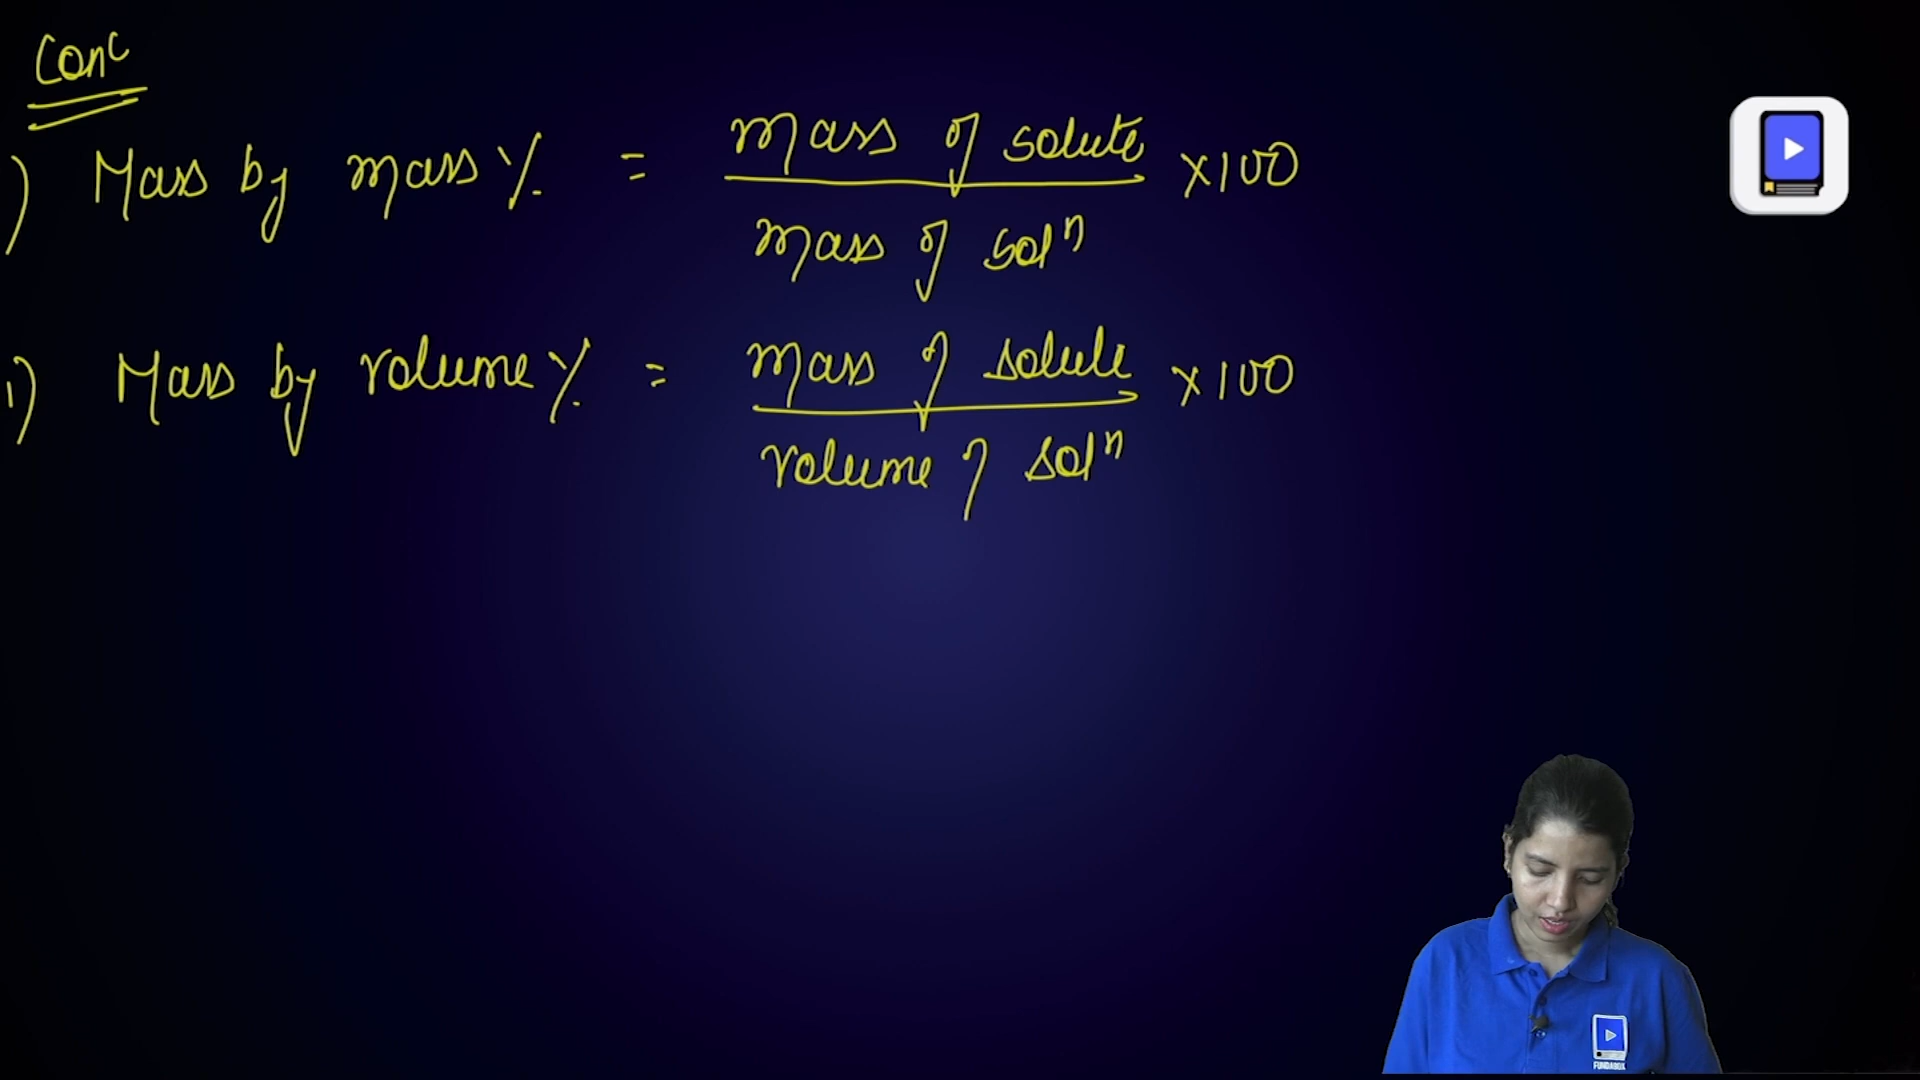 Conc
) Mass by mass % = mass of solute / mass of solⁿ ×100
i) Mass by volume % = mass of solute / volume of solⁿ ×100
FUNDABOX